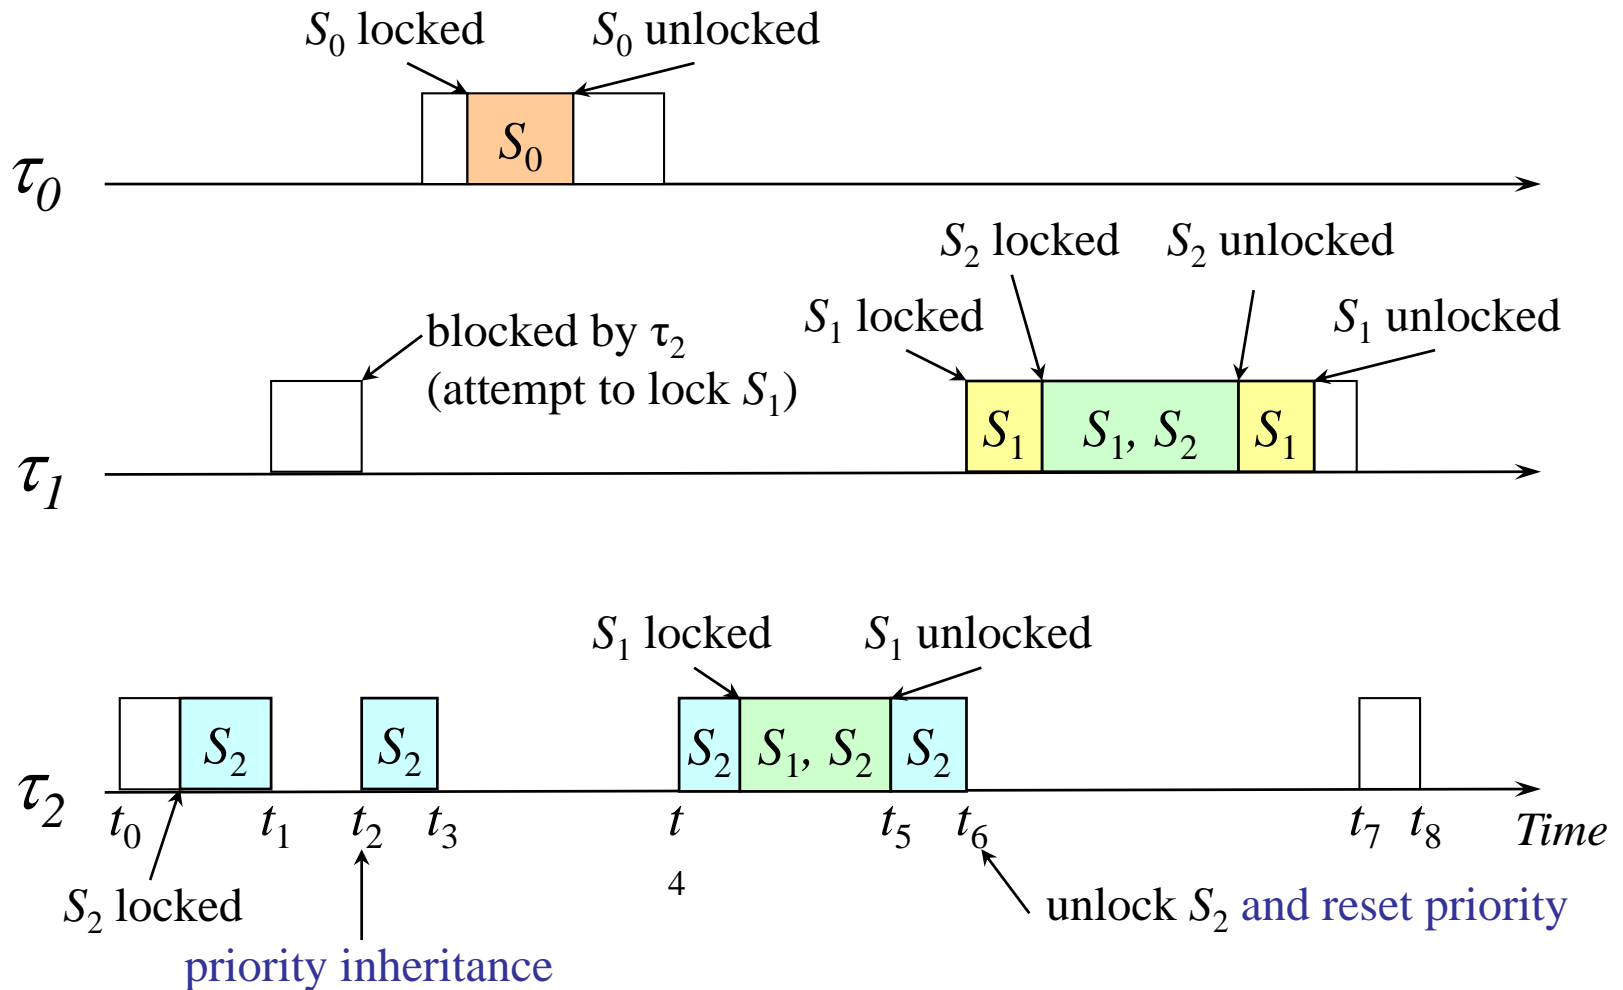 S₀ locked
S₀ unlocked
S₀
τ₀
S₂ locked
S₂ unlocked
S₁ locked
S₁ unlocked
blocked by τ₂
(attempt to lock S₁)
S₁
S₁, S₂
S₁
τ₁
S₁ locked
S₁ unlocked
S₂
S₂
S₂
S₁, S₂
S₂
τ₂
t₀
t₁
t₂
t₃
t
4
t₅
t₆
t₇
t₈
Time
S₂ locked
unlock S₂ and reset priority
priority inheritance